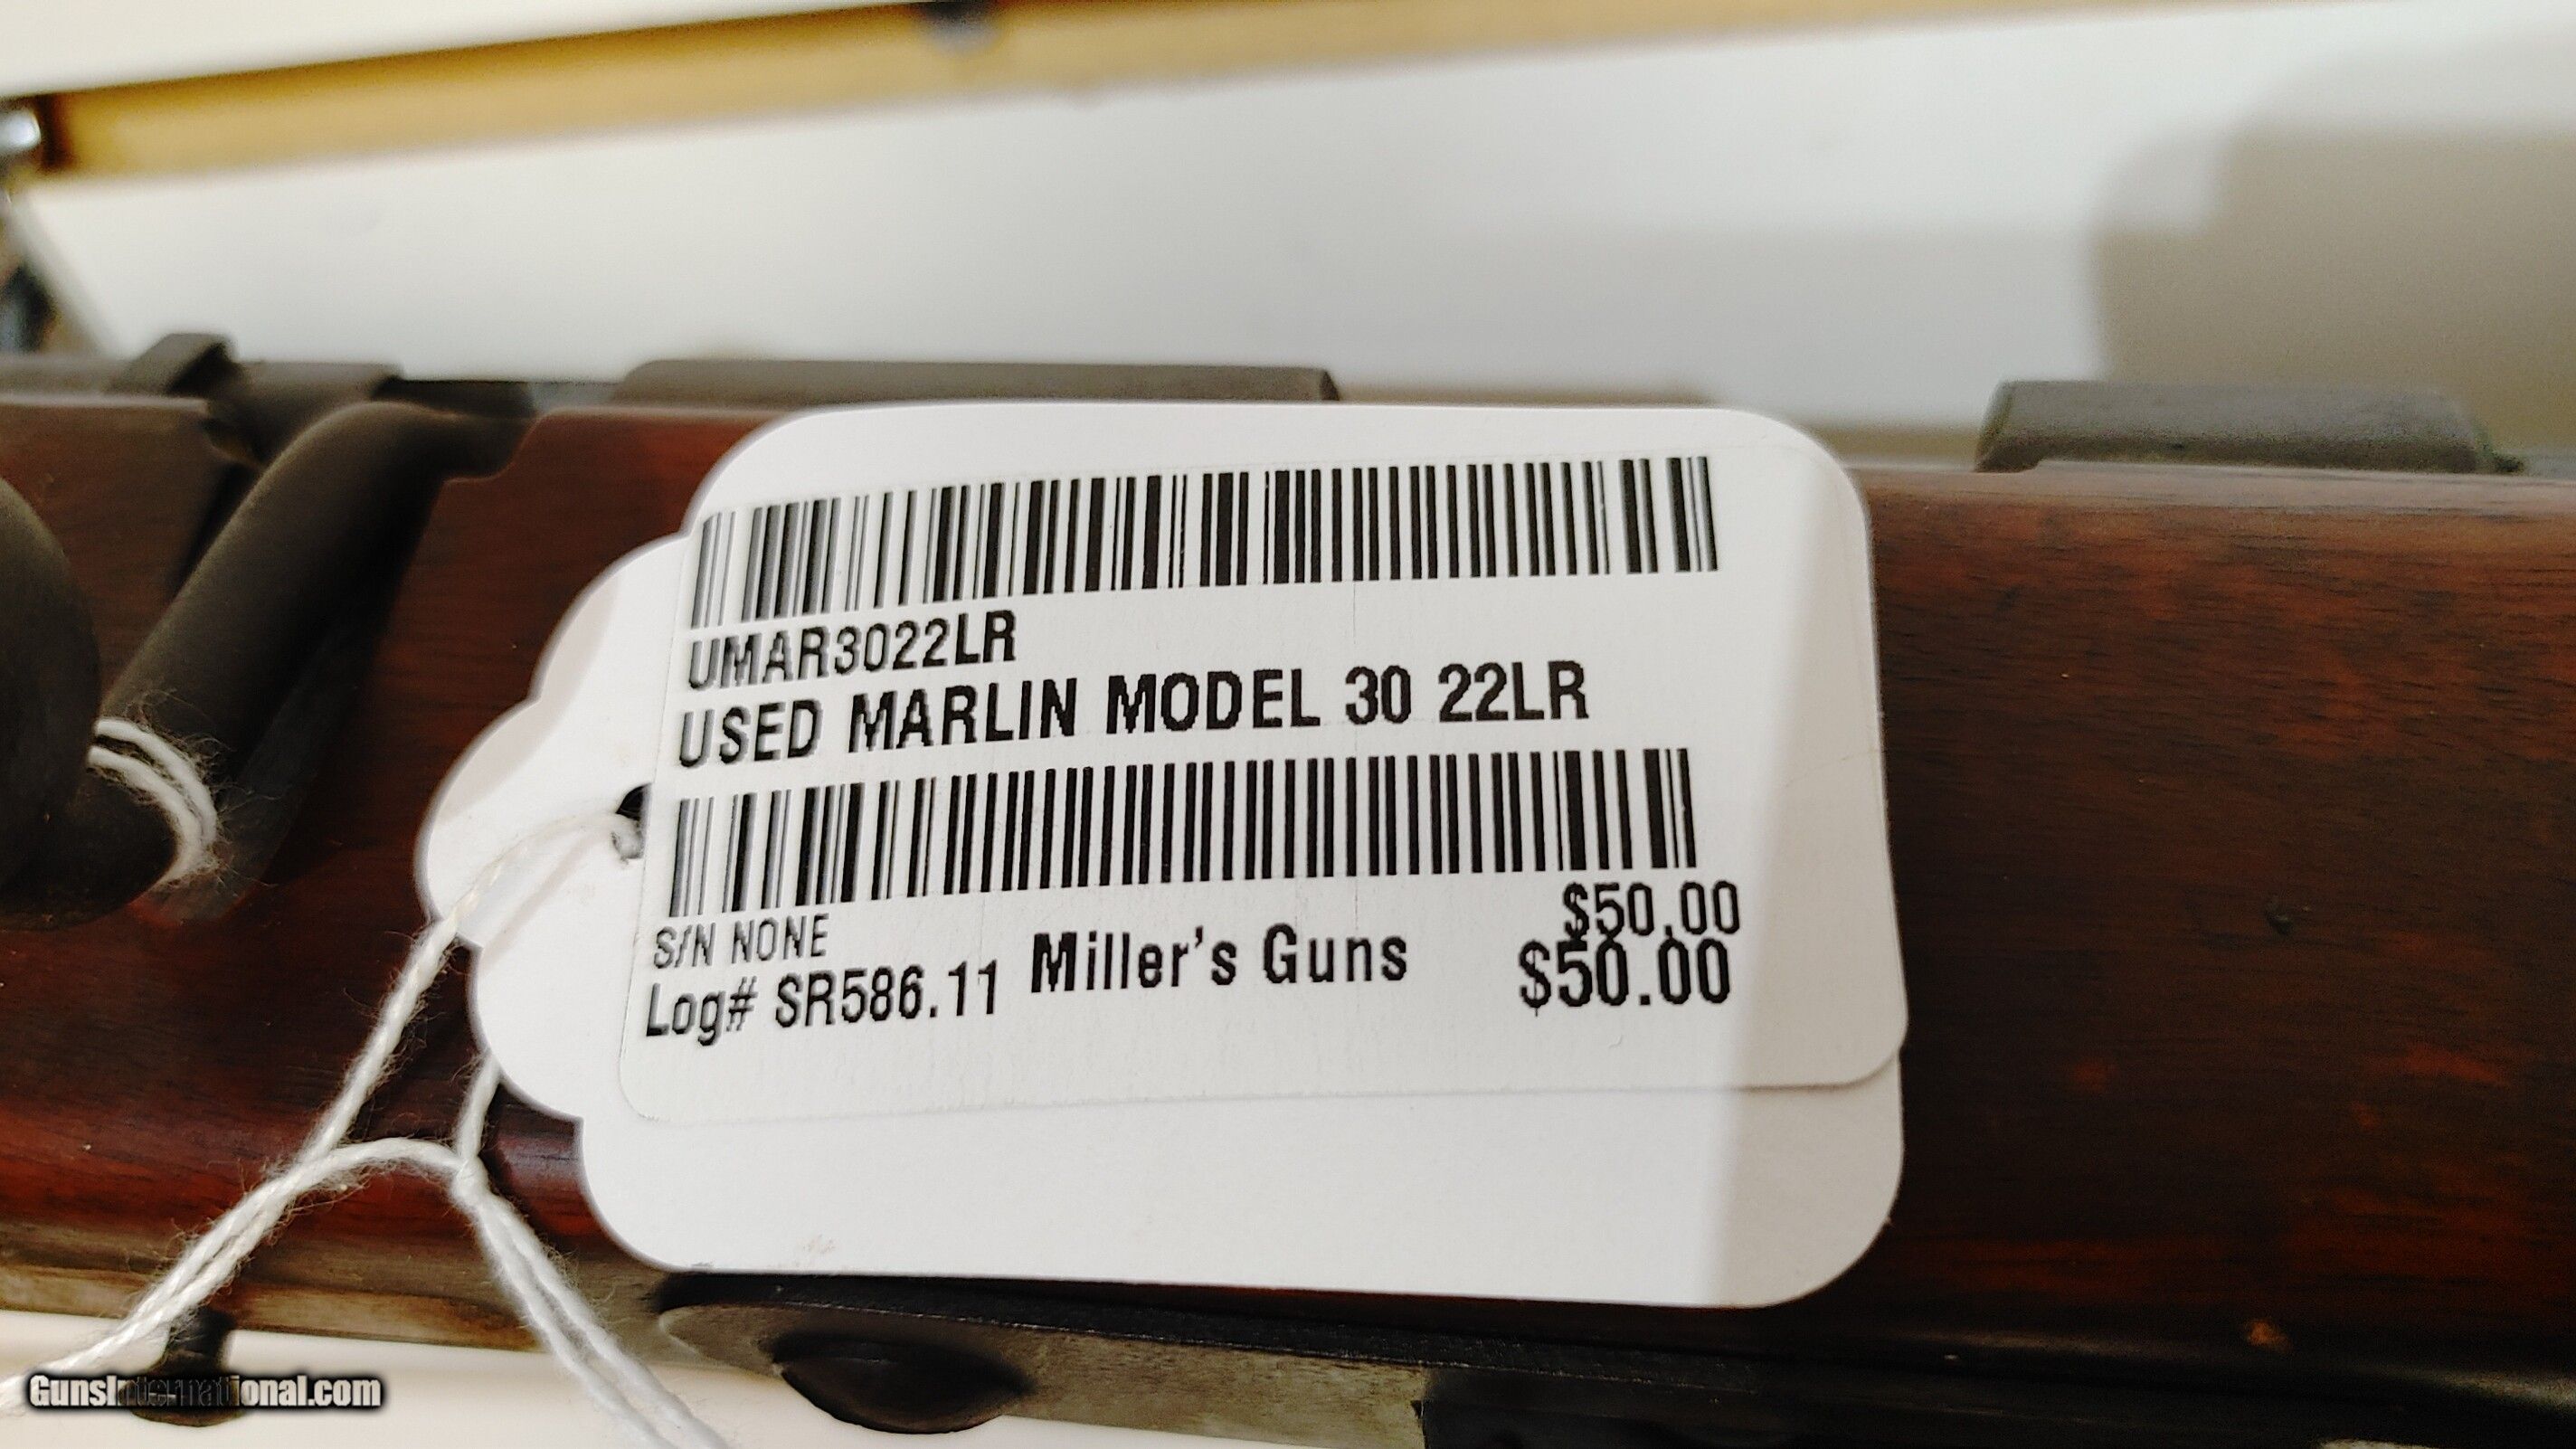 UMAR3022LR
USED MARLIN MODEL 30 22LR
$50.00
S/N NONE
Log# SR586.11 Miller's Guns $50.00
GunsInternational.com